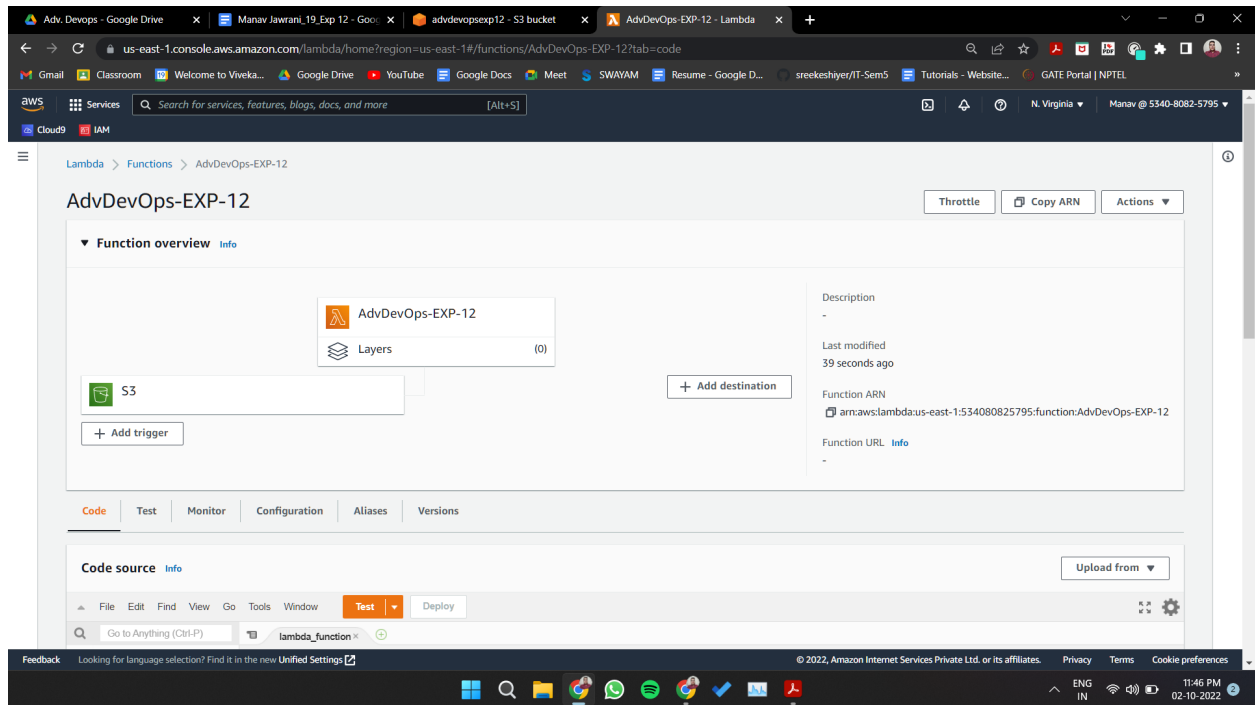 Adv. Devops - Google Drive
Manav Jawrani_19_Exp 12 - Goo
advdevopsexp12 - S3 bucket
AdvDevOps-EXP-12 - Lambda
us-east-1.console.aws.amazon.com/lambda/home?region=us-east-1#/functions/AdvDevOps-EXP-12?tab=code
Gmail Classroom Welcome to Viveka... Google Drive YouTube Google Docs Meet SWAYAM Resume - Google D... sreekeshiyer/IT-Sem5 Tutorials - Website... GATE Portal | NPTEL »
aws Services Search for services, features, blogs, docs, and more [Alt+S] N. Virginia Manav @ 5340-8082-5795
Cloud9 IAM
Lambda > Functions > AdvDevOps-EXP-12
AdvDevOps-EXP-12
Throttle Copy ARN Actions
Function overview Info
AdvDevOps-EXP-12
Layers (0)
S3
+ Add trigger
+ Add destination
Description
-
Last modified
39 seconds ago
Function ARN
arn:aws:lambda:us-east-1:534080825795:function:AdvDevOps-EXP-12
Function URL Info
-
Code Test Monitor Configuration Aliases Versions
Code source Info
Upload from
File Edit Find View Go Tools Window Test Deploy
Go to Anything (Ctrl-P) lambda_function ×
Feedback Looking for language selection? Find it in the new Unified Settings © 2022, Amazon Internet Services Private Ltd. or its affiliates. Privacy Terms Cookie preferences
ENG
IN
11:46 PM
02-10-2022
2